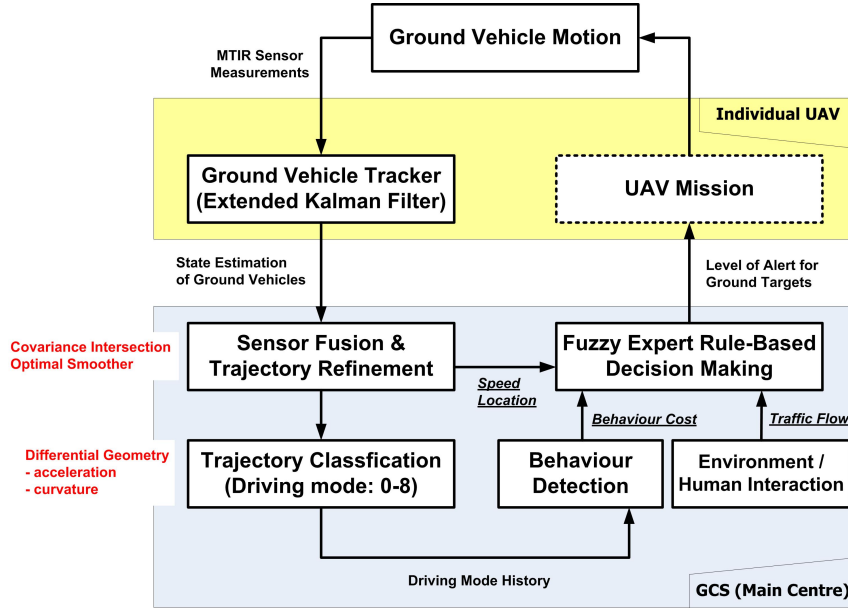 Ground Vehicle Motion
MTIR Sensor
Measurements
Individual UAV
Ground Vehicle Tracker
(Extended Kalman Filter)
UAV Mission
State Estimation
of Ground Vehicles
Level of Alert for
Ground Targets
Covariance Intersection
Optimal Smoother
Sensor Fusion &
Trajectory Refinement
Fuzzy Expert Rule-Based
Decision Making
Speed
Location
Behaviour Cost
Traffic Flow
Differential Geometry
- acceleration
- curvature
Trajectory Classfication
(Driving mode: 0-8)
Behaviour
Detection
Environment /
Human Interaction
Driving Mode History
GCS (Main Centre)